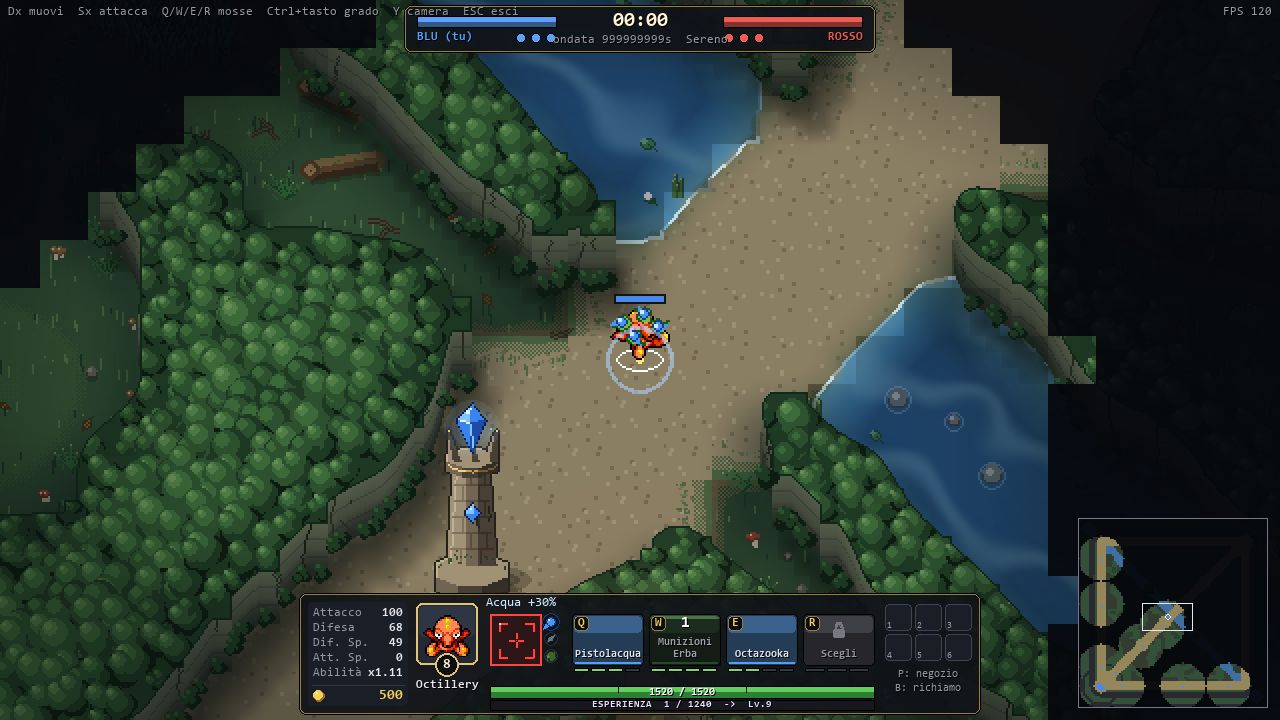 Dx muovi  Sx attacca  Q/W/E/R mosse  Ctrl+tasto grado  Y camera  ESC esci
FPS 120
00:00
BLU (tu)
ondata 999999999s  Sereno
ROSSO
Attacco 100
Difesa 68
Dif. Sp. 49
Att. Sp. 0
Abilità x1.11
500
8
Octillery
Acqua +30%
Q
Pistolacqua
W
1
Munizioni
Erba
E
Octazooka
R
Scegli
1520 / 1520
ESPERIENZA  1 / 1240  ->  Lv.9
1 2 3
4 5 6
P: negozio
B: richiamo